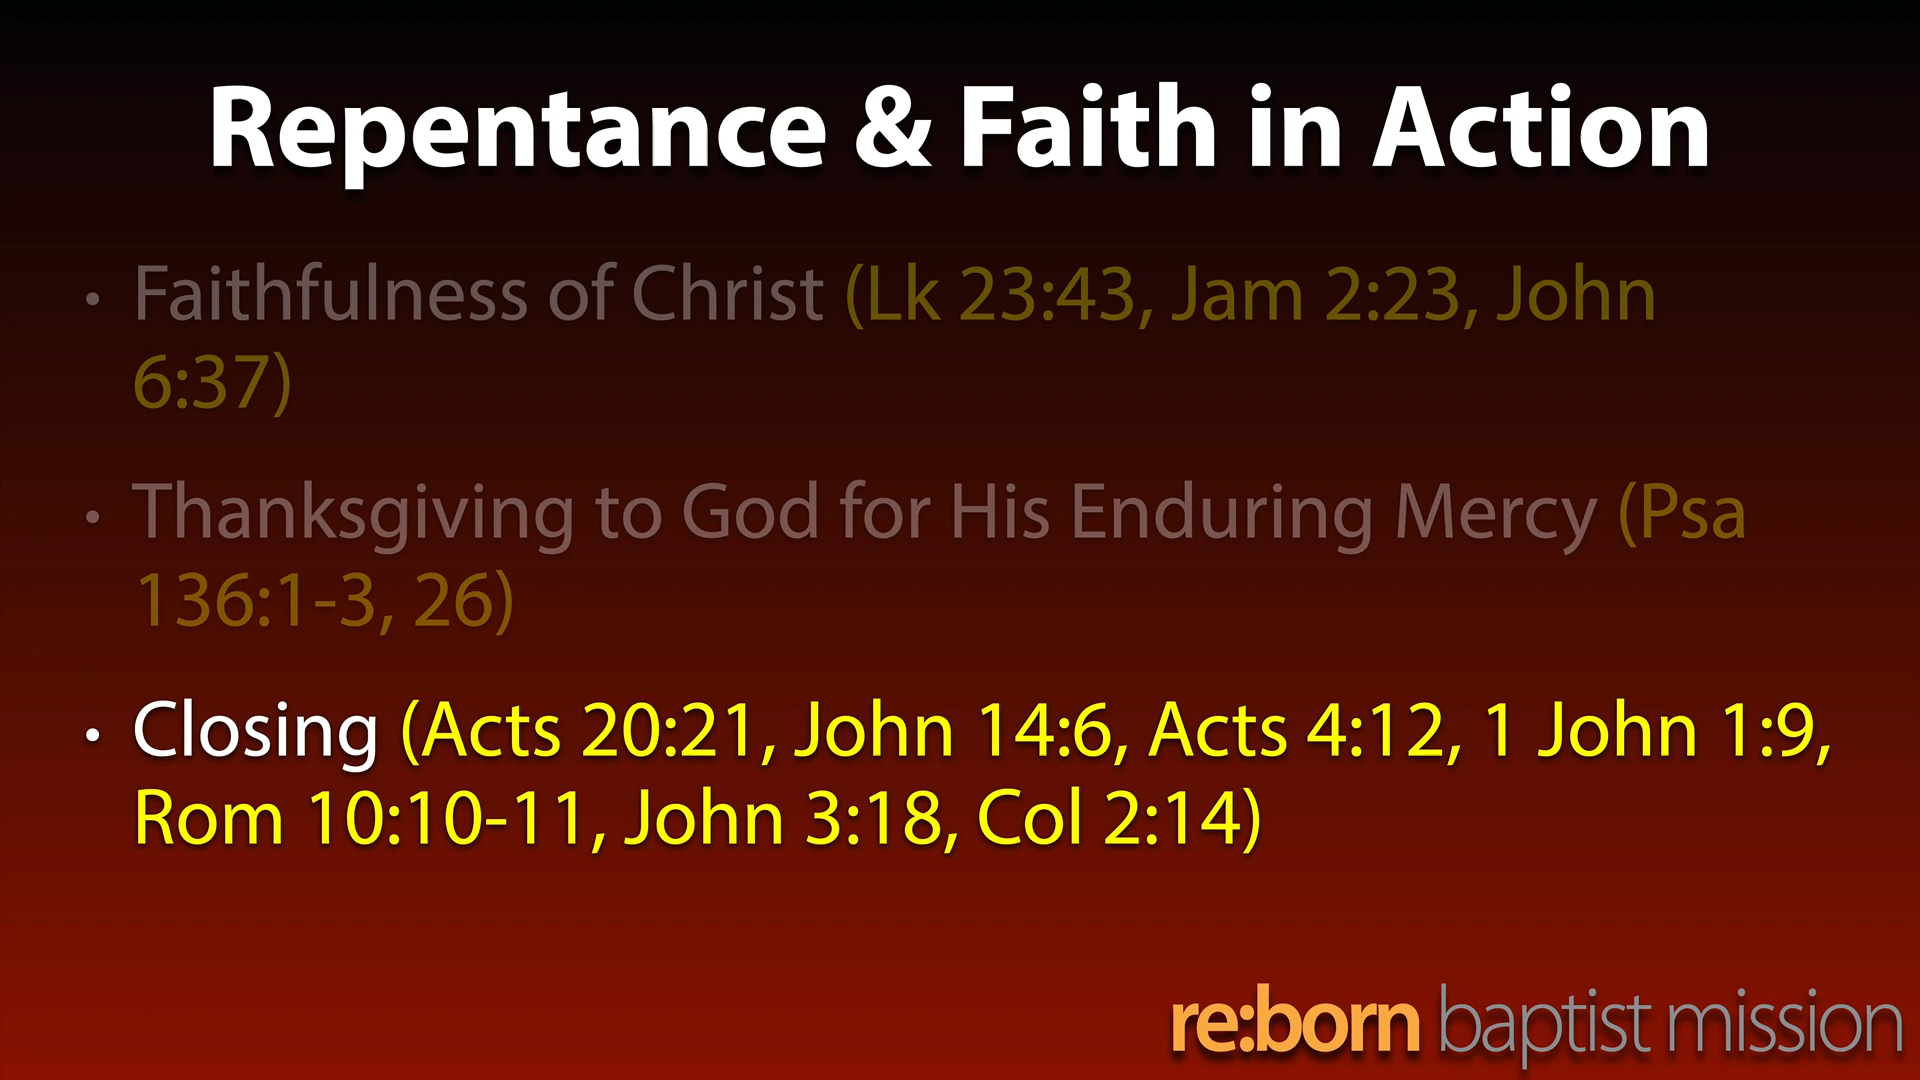 Repentance & Faith in Action
• Faithfulness of Christ (Lk 23:43, Jam 2:23, John
6:37)
• Thanksgiving to God for His Enduring Mercy (Psa
136:1-3, 26)
• Closing (Acts 20:21, John 14:6, Acts 4:12, 1 John 1:9,
Rom 10:10-11, John 3:18, Col 2:14)
re:born baptist mission